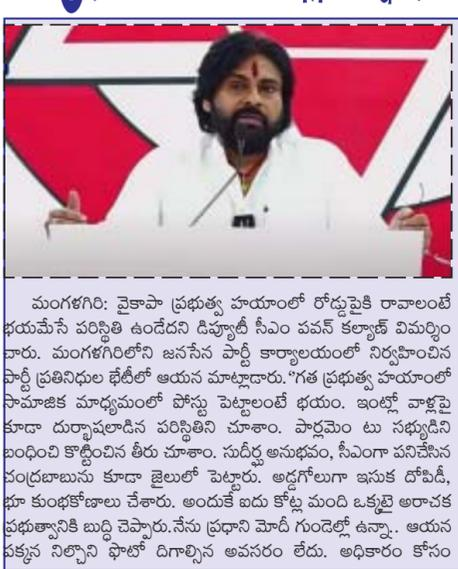 మంగళగిరి: వైకాపా ప్రభుత్వ హయాంలో రోడ్డుపైకి రావాలంటే
భయమేసే పరిస్థితి ఉండేదని డిప్యూటీ సీఎం పవన్ కల్యాణ్ విమర్శిం
చారు. మంగళగిరిలోని జనసేన పార్టీ కార్యాలయంలో నిర్వహించిన
పార్టీ ప్రతినిధుల భేటీలో ఆయన మాట్లాడారు. "గత ప్రభుత్వ హయాంలో
సామాజిక మాధ్యమంలో పోస్టు పెట్టాలంటే భయం. ఇంట్లో వాళ్లపై
కూడా దుర్భాషలాడిన పరిస్థితిని చూశాం. పార్లమెం టు సభ్యుడిని
బంధించి కొట్టించిన తీరు చూశాం. సుదీర్ఘ అనుభవం, సీఎంగా పనిచేసిన
చంద్రబాబును కూడా జైలులో పెట్టారు. అడ్డగోలుగా ఇసుక దోపిడీ,
భూ కుంభకోణాలు చేశారు. అందుకే ఐదు కోట్ల మంది ఒక్కటై అరాచక
ప్రభుత్వానికి బుద్ధి చెప్పారు.నేను ప్రధాని మోదీ గుండెల్లో ఉన్నా.. ఆయన
పక్కన నిల్చొని ఫొటో దిగాల్సిన అవసరం లేదు. అధికారం కోసం